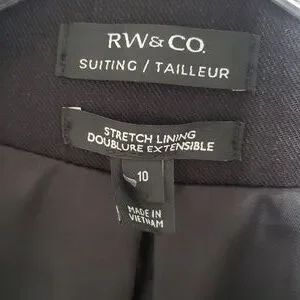 RW&CO.
SUITING / TAILLEUR
STRETCH LINING
DOUBLURE EXTENSIBLE
10
MADE IN
VIETNAM